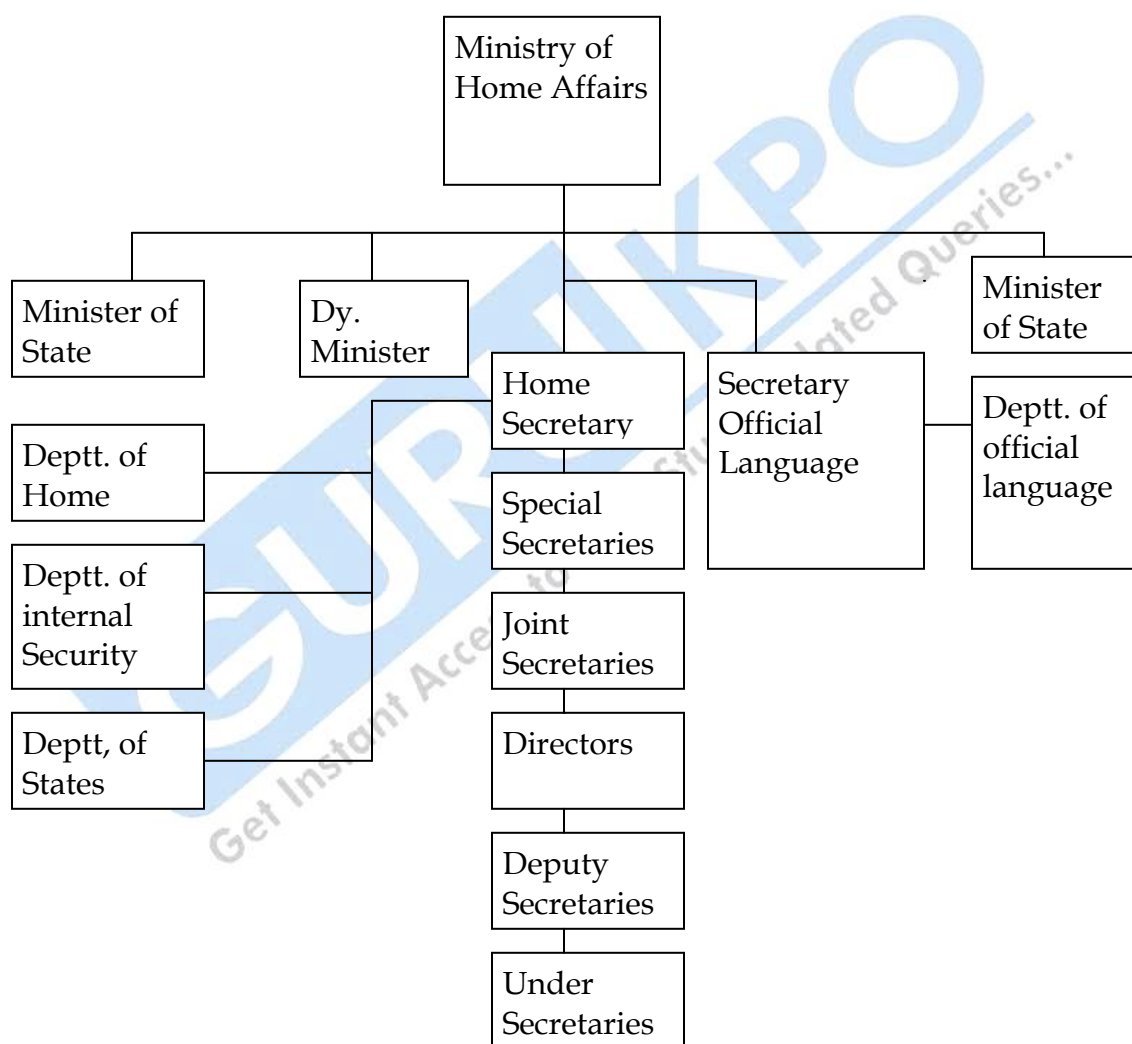 Ministry of
Home Affairs
Minister of
State
Dy.
Minister
Minister
of State
Home
Secretary
Secretary
Official
Language
Deptt. of
official
language
Deptt. of
Home
Special
Secretaries
Deptt. of
internal
Security
Joint
Secretaries
Deptt, of
States
Directors
Deputy
Secretaries
Under
Secretaries
GURUKPO
Get Instant Access to Stu lated Queries...